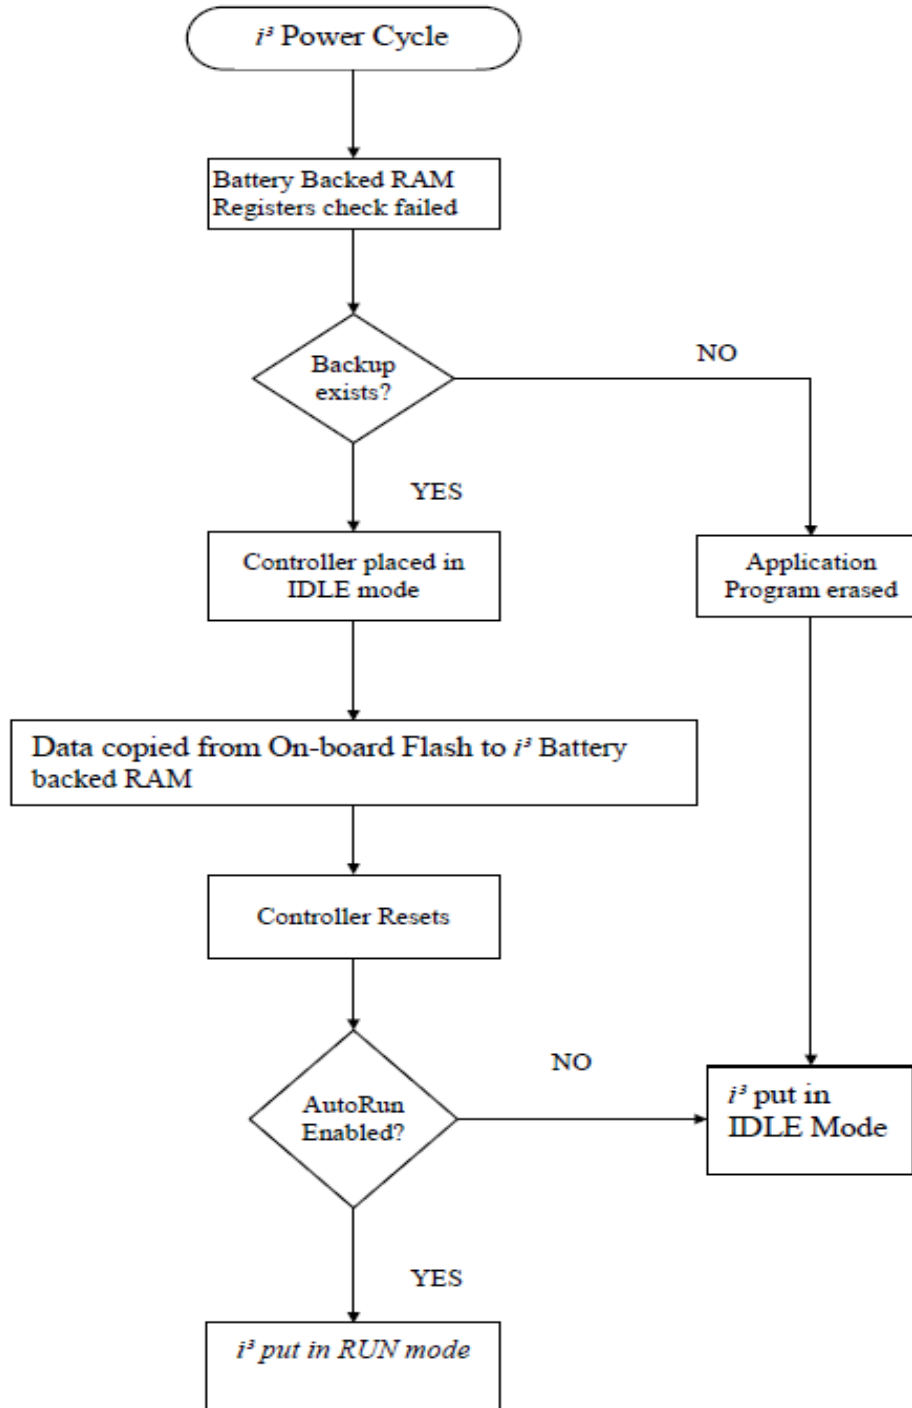 i³ Power Cycle
Battery Backed RAM
Registers check failed
Backup
exists?
NO
YES
Controller placed in
IDLE mode
Application
Program erased
Data copied from On-board Flash to i³ Battery
backed RAM
Controller Resets
AutoRun
Enabled?
NO
i³ put in
IDLE Mode
YES
i³ put in RUN mode